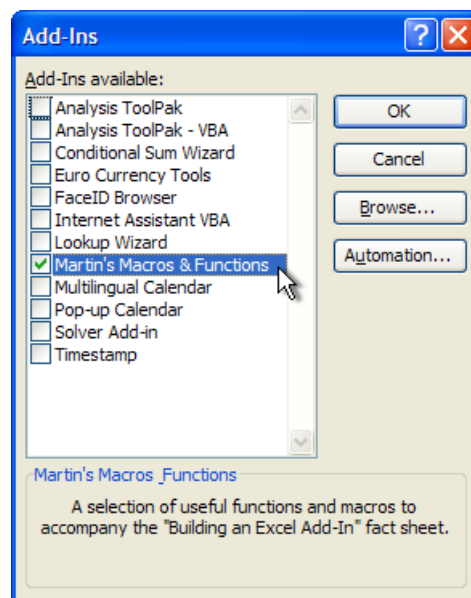 Add-Ins
Add-Ins available:
Analysis ToolPak
Analysis ToolPak - VBA
Conditional Sum Wizard
Euro Currency Tools
FaceID Browser
Internet Assistant VBA
Lookup Wizard
Martin's Macros & Functions
Multilingual Calendar
Pop-up Calendar
Solver Add-in
Timestamp
OK
Cancel
Browse...
Automation...
Martin's Macros _Functions
A selection of useful functions and macros to
accompany the "Building an Excel Add-In" fact sheet.